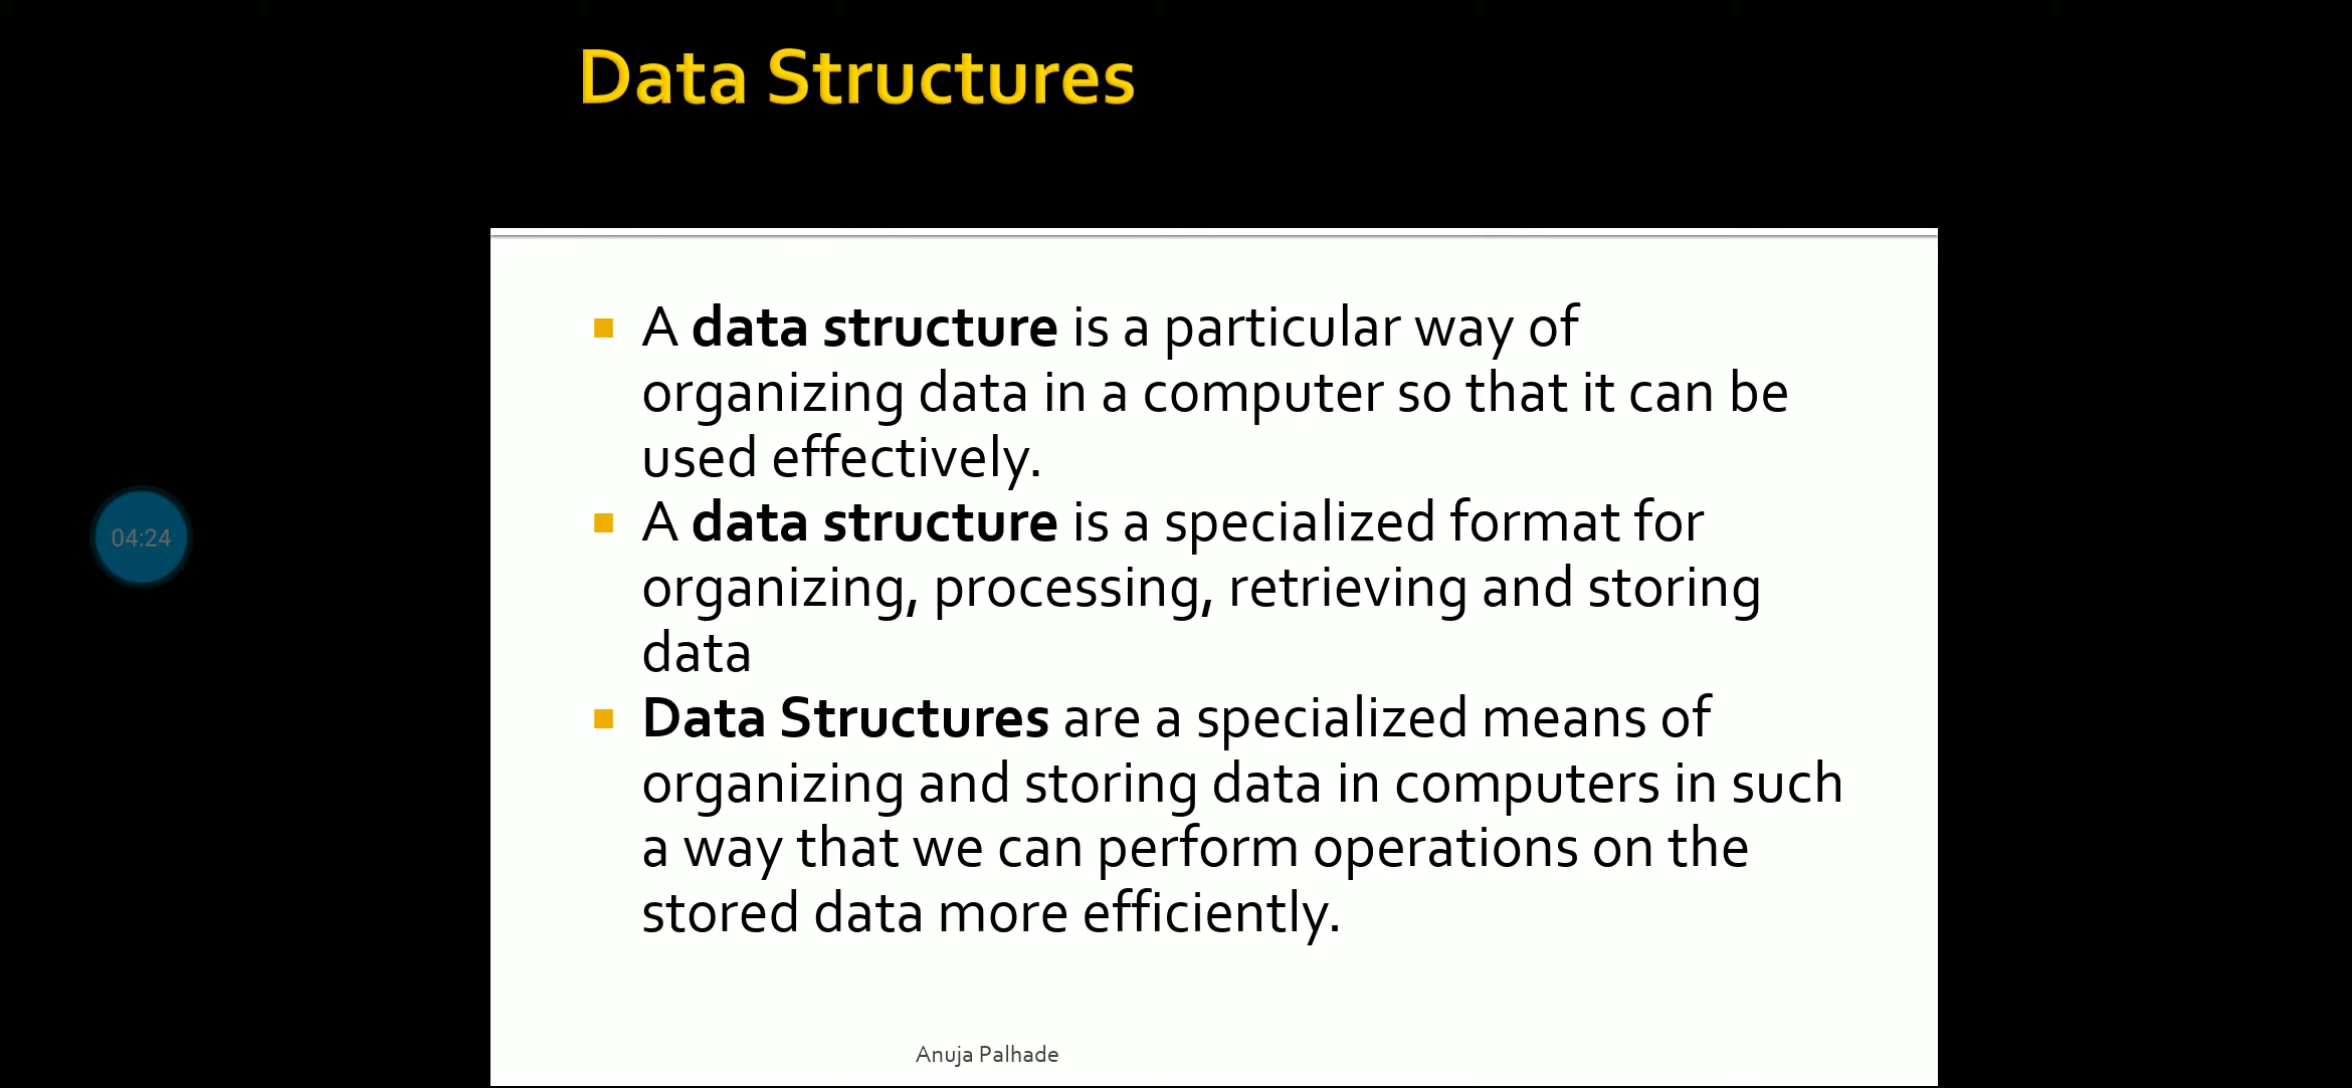 Data Structures
A data structure is a particular way of
organizing data in a computer so that it can be
used effectively.
A data structure is a specialized format for
organizing, processing, retrieving and storing
data
Data Structures are a specialized means of
organizing and storing data in computers in such
a way that we can perform operations on the
stored data more efficiently.
04:24
Anuja Palhade